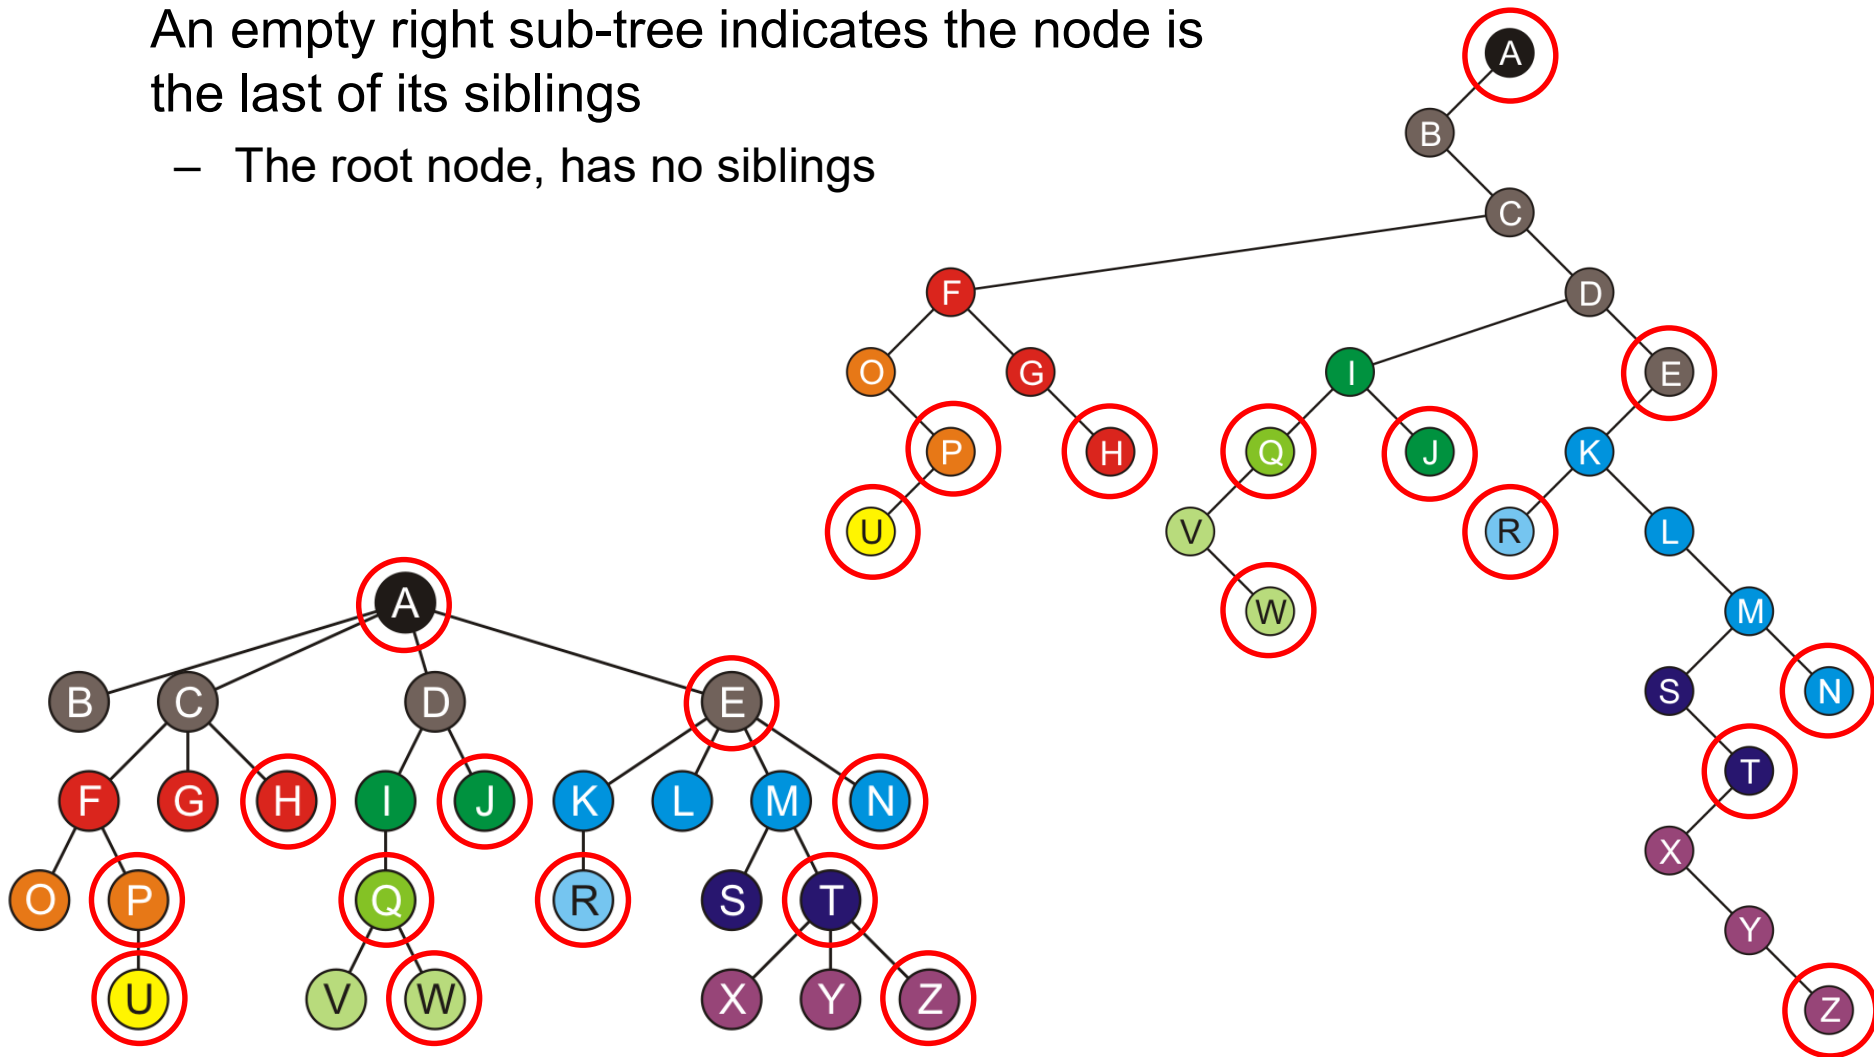 An empty right sub-tree indicates the node is
the last of its siblings
– The root node, has no siblings
A
B
C
F D
O G I E
P H Q J K
U V R L
W M
S N
T
X
Y
Z
A
B C D E
F G H I J K L M N
O P Q R S T
U V W X Y Z